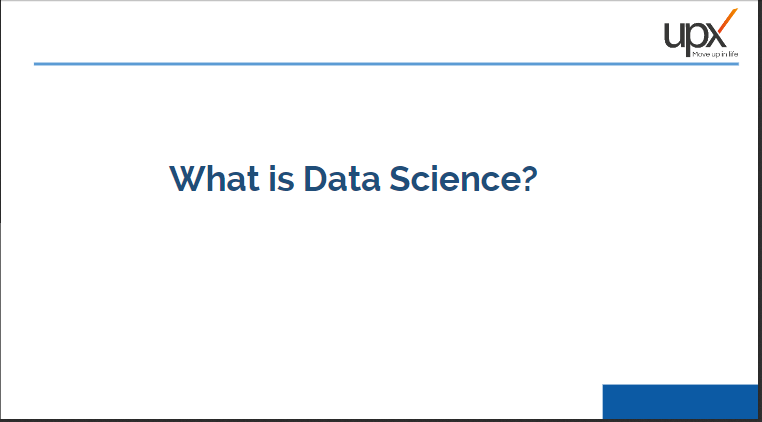 upx
Move up in life
What is Data Science?